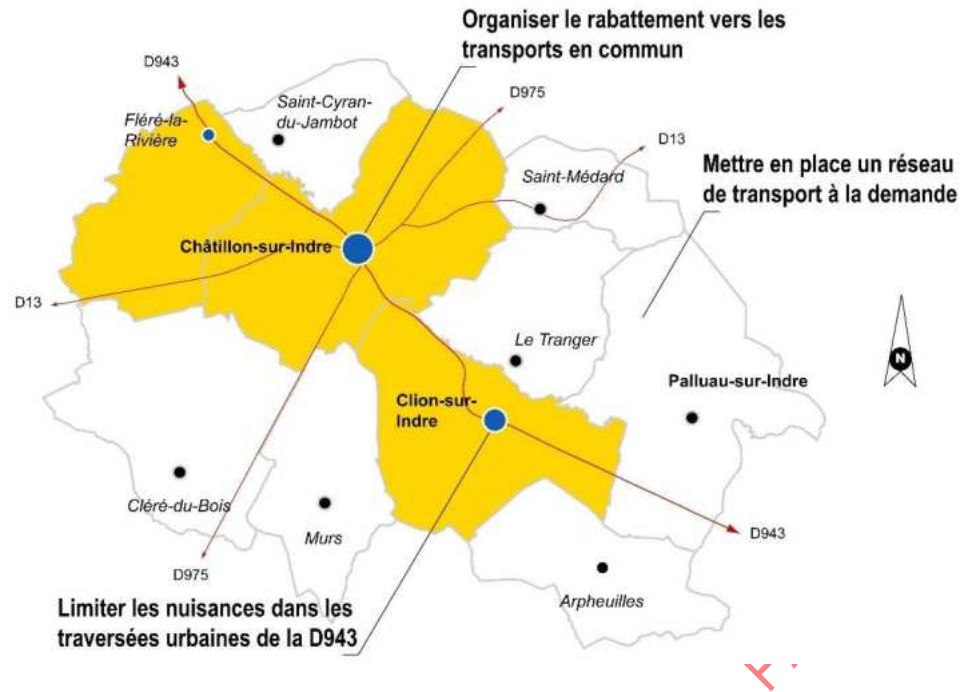 Organiser le rabattement vers les
transports en commun
D943
D975
Saint-Cyran-
du-Jambot
Fléré-la-
Rivière
D13
Mettre en place un réseau
de transport à la demande
Saint-Médard
Châtillon-sur-Indre
D13
Le Tranger
N
Palluau-sur-Indre
Clion-sur-
Indre
Cléré-du-Bois
Murs
D943
D975
Arpheuilles
Limiter les nuisances dans les
traversées urbaines de la D943